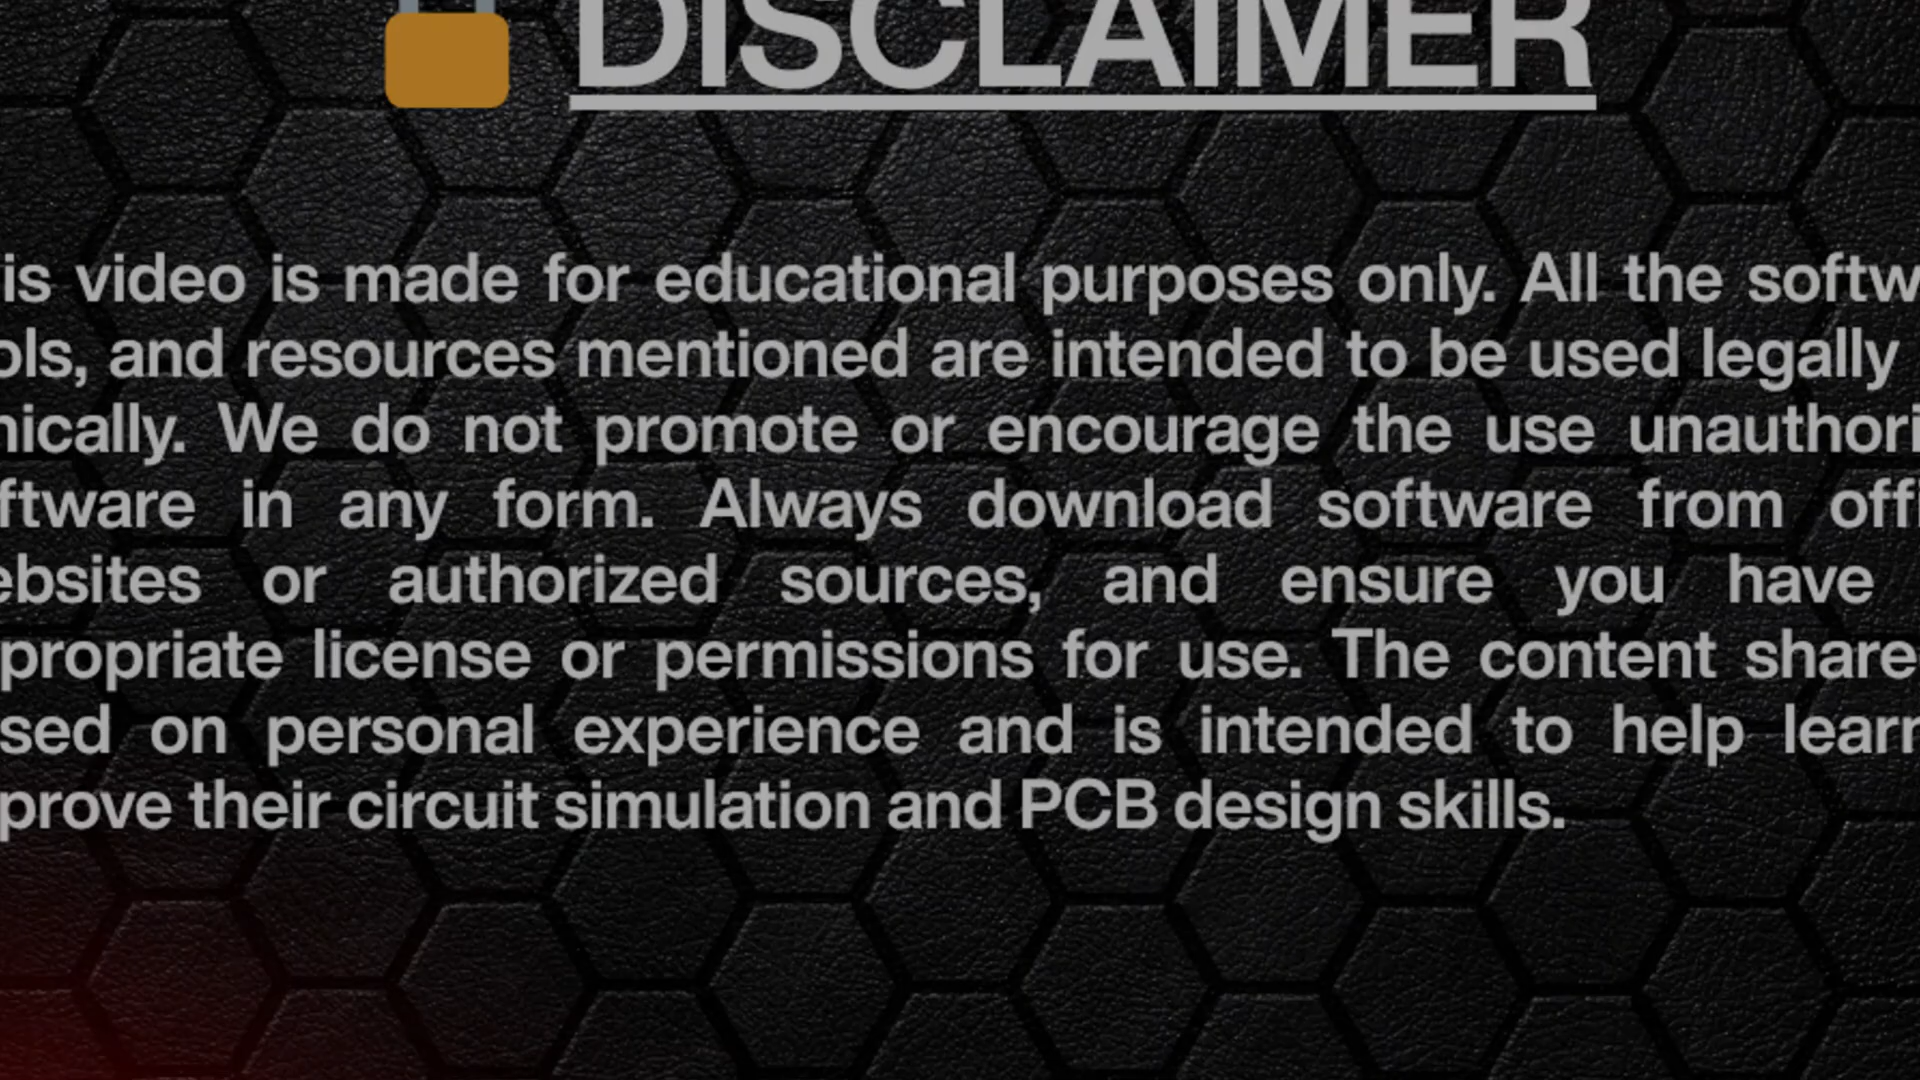 DISCLAIMER
is video is made for educational purposes only. All the softw
ols, and resources mentioned are intended to be used legally
hically. We do not promote or encourage the use unauthori
ftware in any form. Always download software from offi
ebsites or authorized sources, and ensure you have
propriate license or permissions for use. The content share
sed on personal experience and is intended to help learn
prove their circuit simulation and PCB design skills.